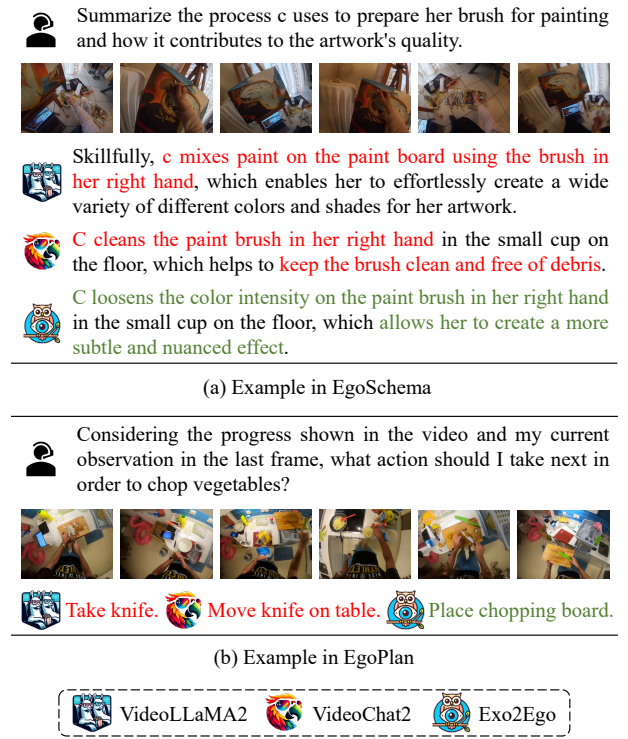 Summarize the process c uses to prepare her brush for painting
and how it contributes to the artwork's quality.
Skillfully, c mixes paint on the paint board using the brush in
her right hand, which enables her to effortlessly create a wide
variety of different colors and shades for her artwork.
C cleans the paint brush in her right hand in the small cup on
the floor, which helps to keep the brush clean and free of debris.
C loosens the color intensity on the paint brush in her right hand
in the small cup on the floor, which allows her to create a more
subtle and nuanced effect.
(a) Example in EgoSchema
Considering the progress shown in the video and my current
observation in the last frame, what action should I take next in
order to chop vegetables?
Take knife. Move knife on table. Place chopping board.
(b) Example in EgoPlan
VideoLLaMA2 VideoChat2 Exo2Ego